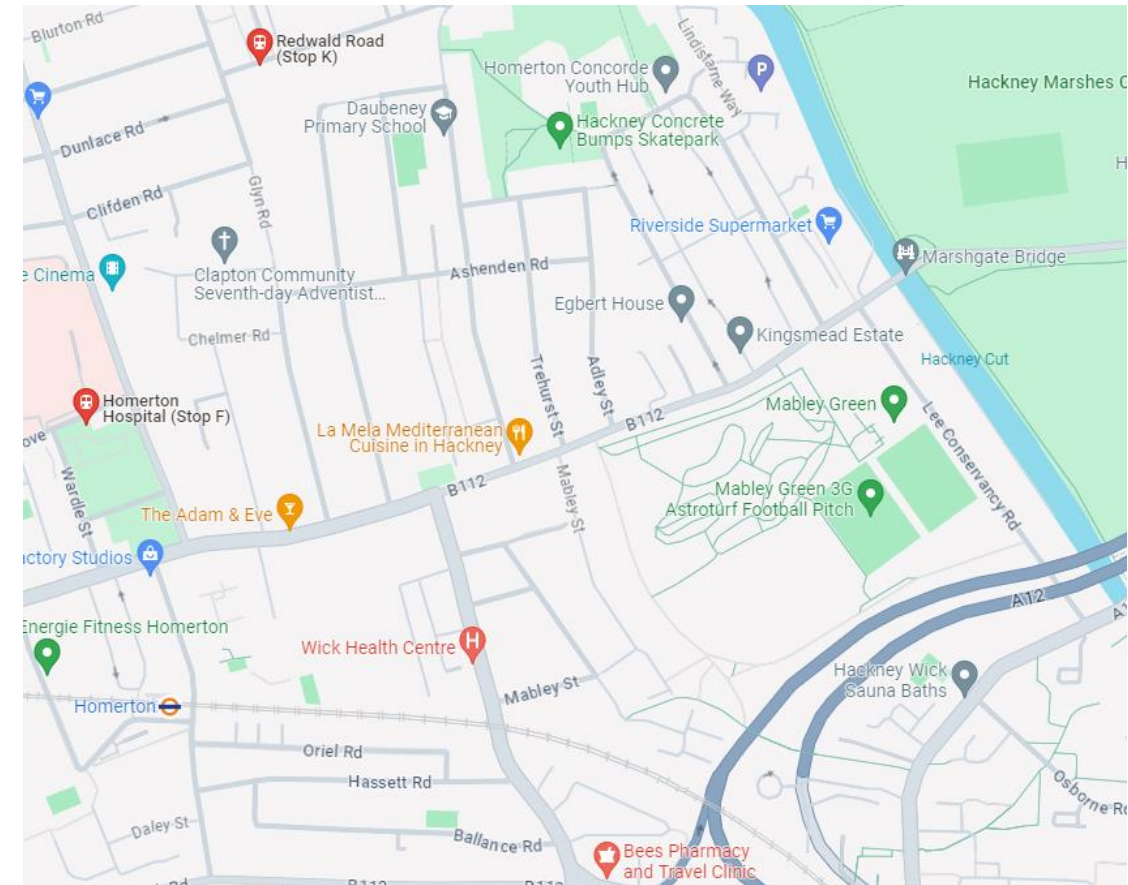 Blurton Rd
Redwald Road
(Stop K)
Lindisfarne Way
P
Homerton Concorde
Youth Hub
Hackney Marshes C
Daubeney
Primary School
Hackney Concrete
Bumps Skatepark
Dunlace Rd
H
Clifden Rd
Glyn Rd
Riverside Supermarket
Marshgate Bridge
e Cinema
Clapton Community
Seventh-day Adventist...
Ashenden Rd
Egbert House
Chelmer Rd
Kingsmead Estate
Hackney Cut
Trehurst St
Adley St
Homerton
Hospital (Stop F)
Mabley Green
Lee Conservancy Rd
B112
La Mela Mediterranean
Cuisine in Hackney
ove
Wardle St
B112
Mabley St
Mabley Green 3G
Astroturf Football Pitch
The Adam & Eve
actory Studios
A12
A1
Energie Fitness Homerton
Wick Health Centre
H
Hackney Wick
Sauna Baths
Mabley St
Homerton
Oriel Rd
Hassett Rd
Osborne Rd
Daley St
Ballance Rd
Bees Pharmacy
and Travel Clinic